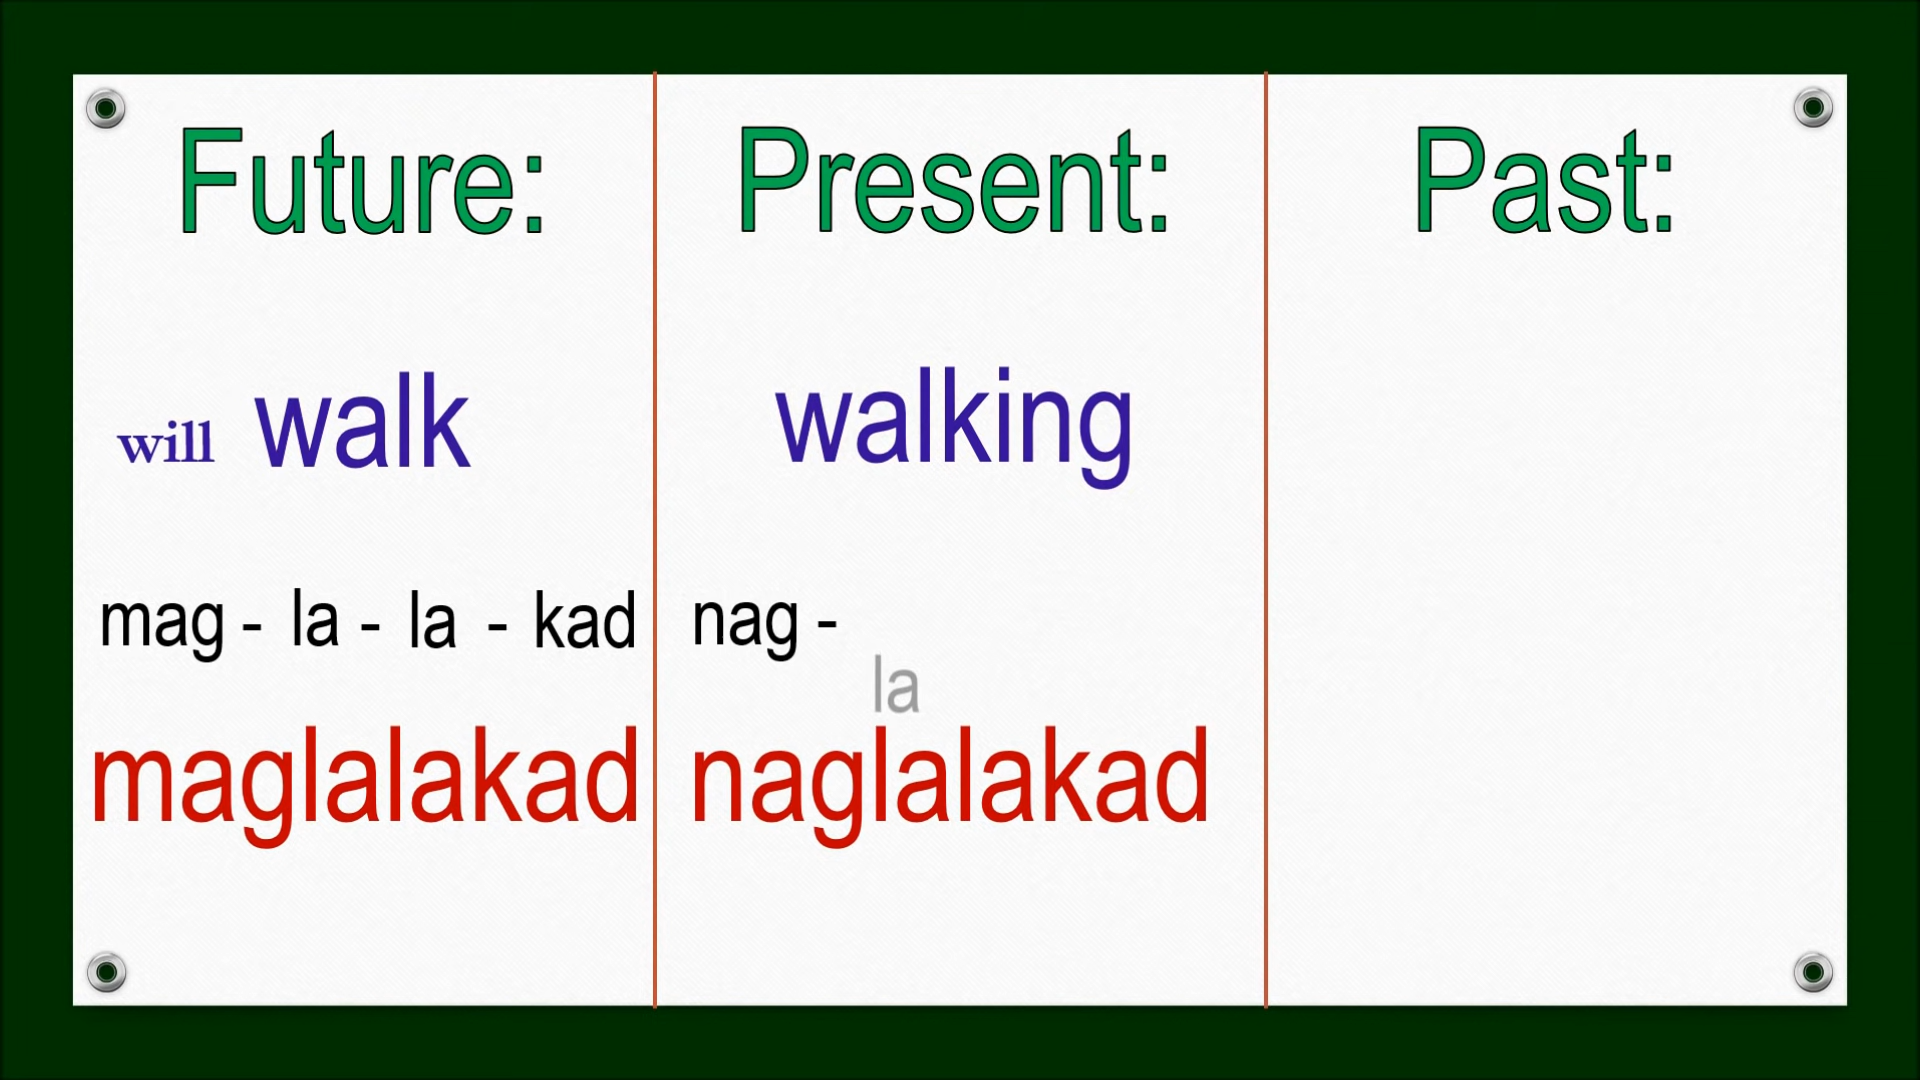 Future:
will walk
mag - la - la - kad
maglalakad
Present:
walking
nag -
la
naglalakad
Past: